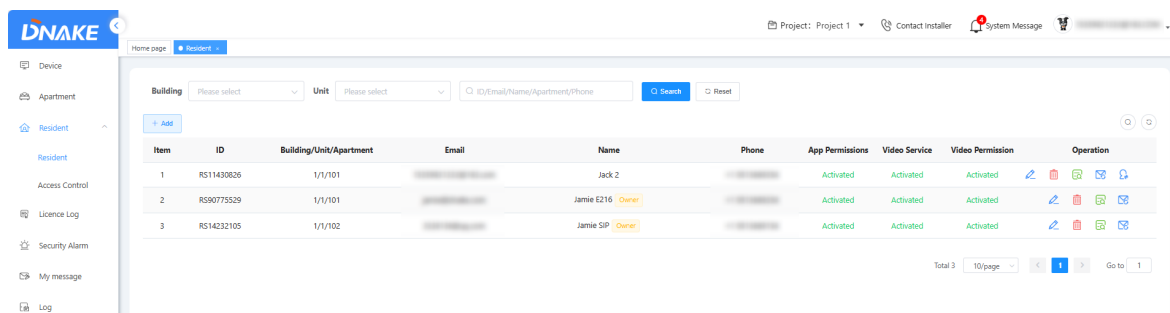 DNAKE
Project: Project 1 Contact Installer 4 System Message
Home page Resident ×
Device
Apartment
Resident
Resident
Access Control
Licence Log
Security Alarm
My message
Log
Building Please select Unit Please select ID/Email/Name/Apartment/Phone Search Reset
+ Add
Item ID Building/Unit/Apartment Email Name Phone App Permissions Video Service Video Permission Operation
1 RS11430826 1/1/101 Jack 2 Activated Activated Activated
2 RS90775529 1/1/101 Jamie E216 Owner Activated Activated Activated
3 RS14232105 1/1/102 Jamie SIP Owner Activated Activated Activated
Total 3 10/page < 1 > Go to 1